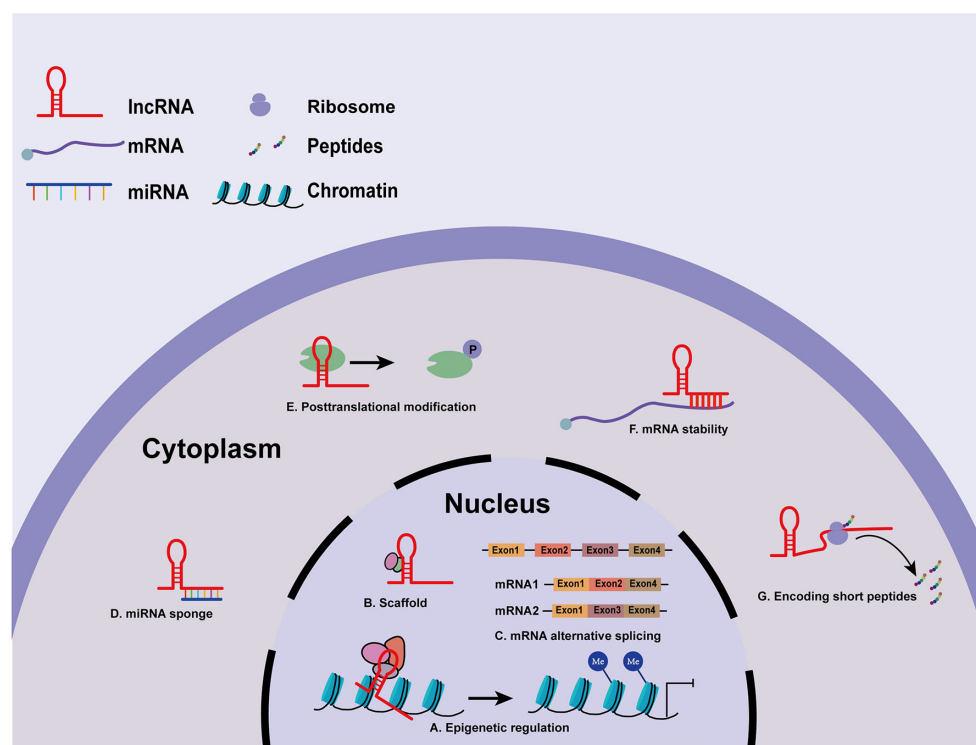 lncRNA
Ribosome
mRNA
Peptides
miRNA
Chromatin
P
E. Posttranslational modification
F. mRNA stability
Cytoplasm
Nucleus
Exon1 Exon2 Exon3 Exon4
mRNA1 Exon1 Exon2 Exon4
mRNA2 Exon1 Exon3 Exon4
B. Scaffold
C. mRNA alternative splicing
D. miRNA sponge
G. Encoding short peptides
Me Me
A. Epigenetic regulation